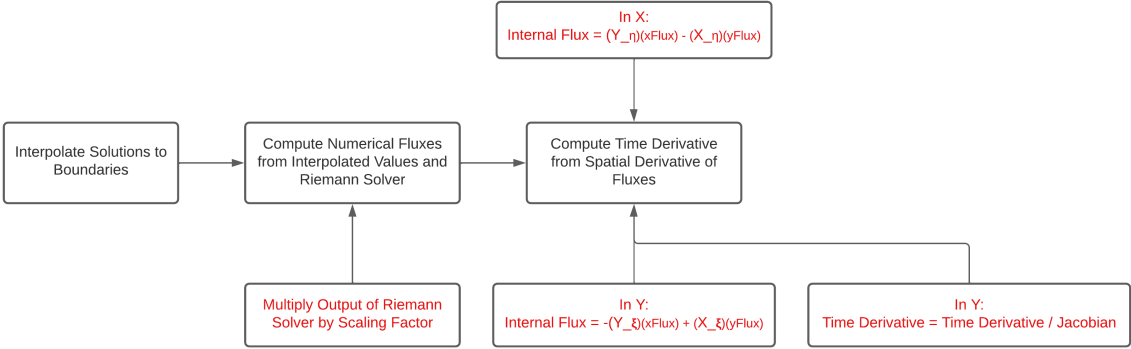 In X:
Internal Flux = (Y_η)(xFlux) - (X_η)(yFlux)
Interpolate Solutions to
Boundaries
Compute Numerical Fluxes
from Interpolated Values and
Riemann Solver
Compute Time Derivative
from Spatial Derivative of
Fluxes
Multiply Output of Riemann
Solver by Scaling Factor
In Y:
Internal Flux = -(Y_ξ)(xFlux) + (X_ξ)(yFlux)
In Y:
Time Derivative = Time Derivative / Jacobian